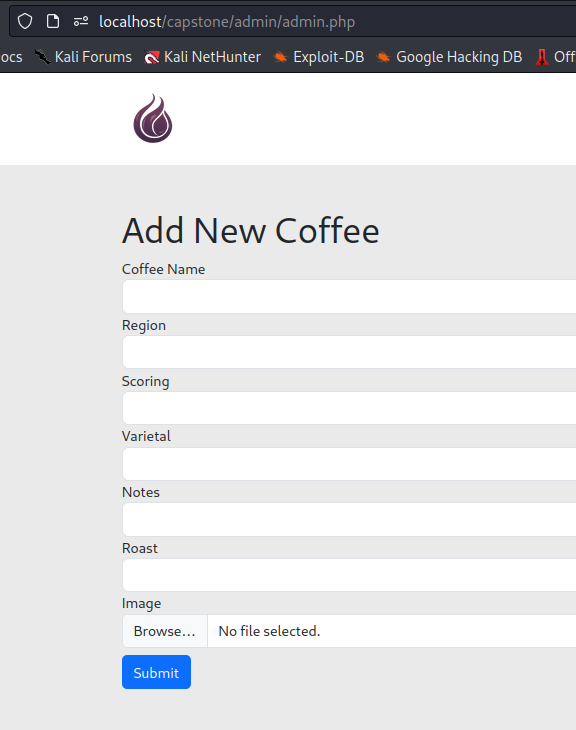 localhost/capstone/admin/admin.php
ocs Kali Forums Kali NetHunter Exploit-DB Google Hacking DB Off
Add New Coffee
Coffee Name
Region
Scoring
Varietal
Notes
Roast
Image
Browse... No file selected.
Submit